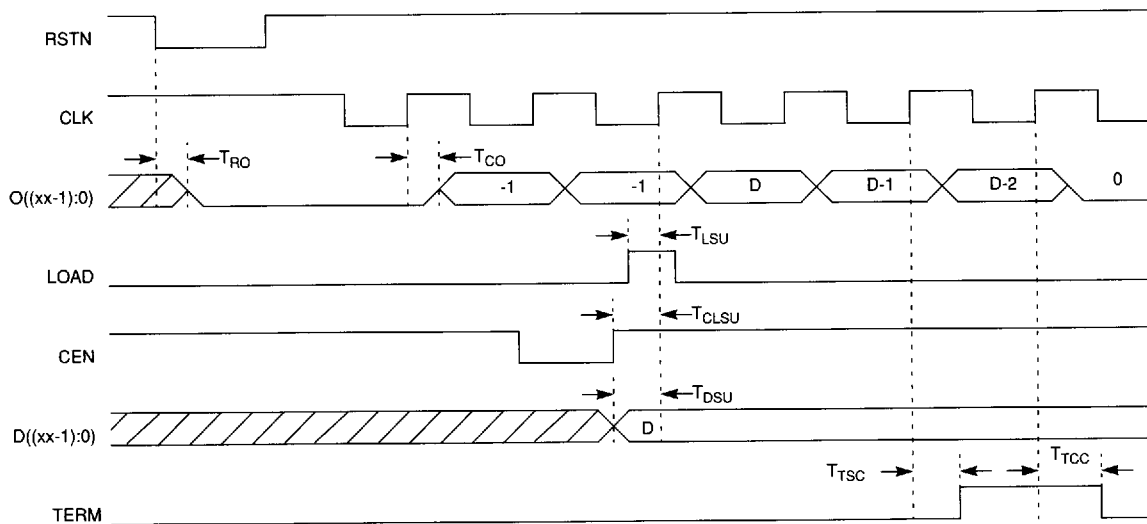 RSTN
CLK
T_RO
T_CO
O((xx-1):0)
-1 -1 D D-1 D-2 0
T_LSU
LOAD
T_CLSU
CEN
T_DSU
D((xx-1):0)
D
T_TSC
T_TCC
TERM